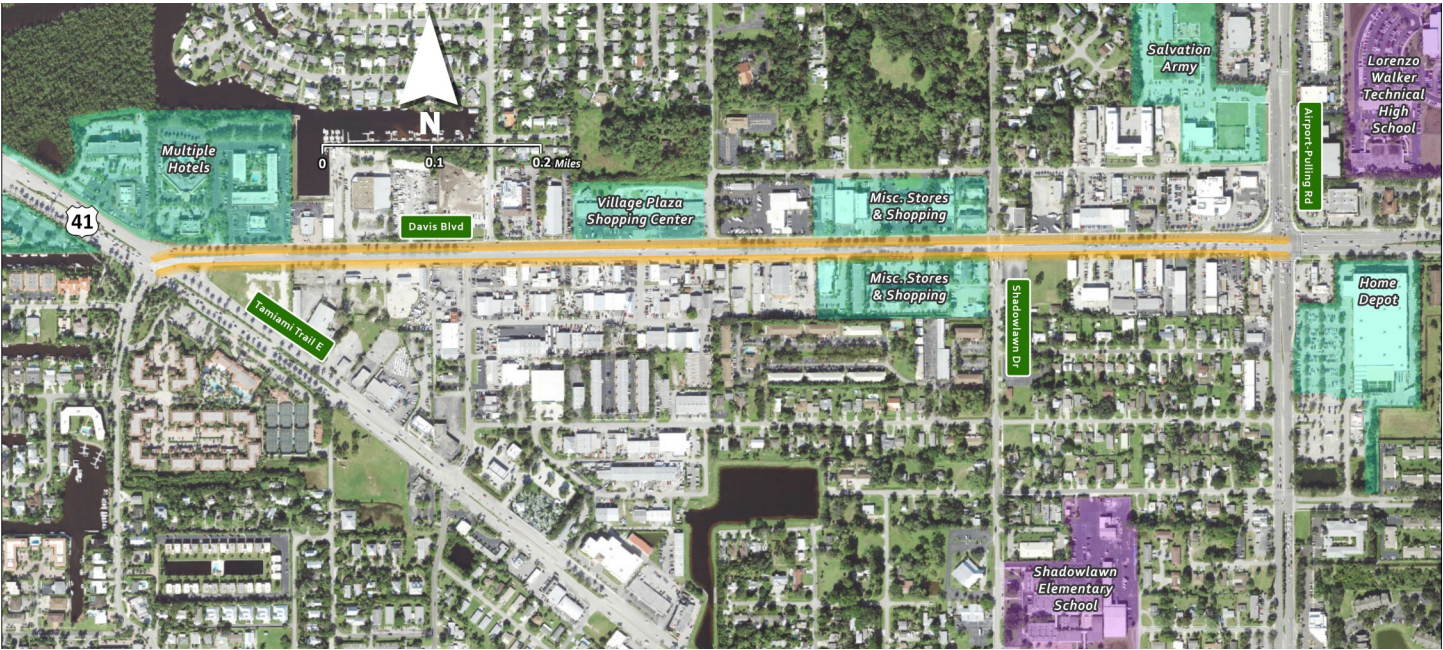 Salvation
Army
Lorenzo
Walker
Technical
High
School
Airport-Pulling Rd
N
0
0.1
0.2 Miles
Multiple
Hotels
41
Village Plaza
Shopping Center
Misc. Stores
& Shopping
Davis Blvd
Misc. Stores
& Shopping
Home
Depot
Tamiami Trail E
Shadowlawn Dr
Shadowlawn
Elementary
School